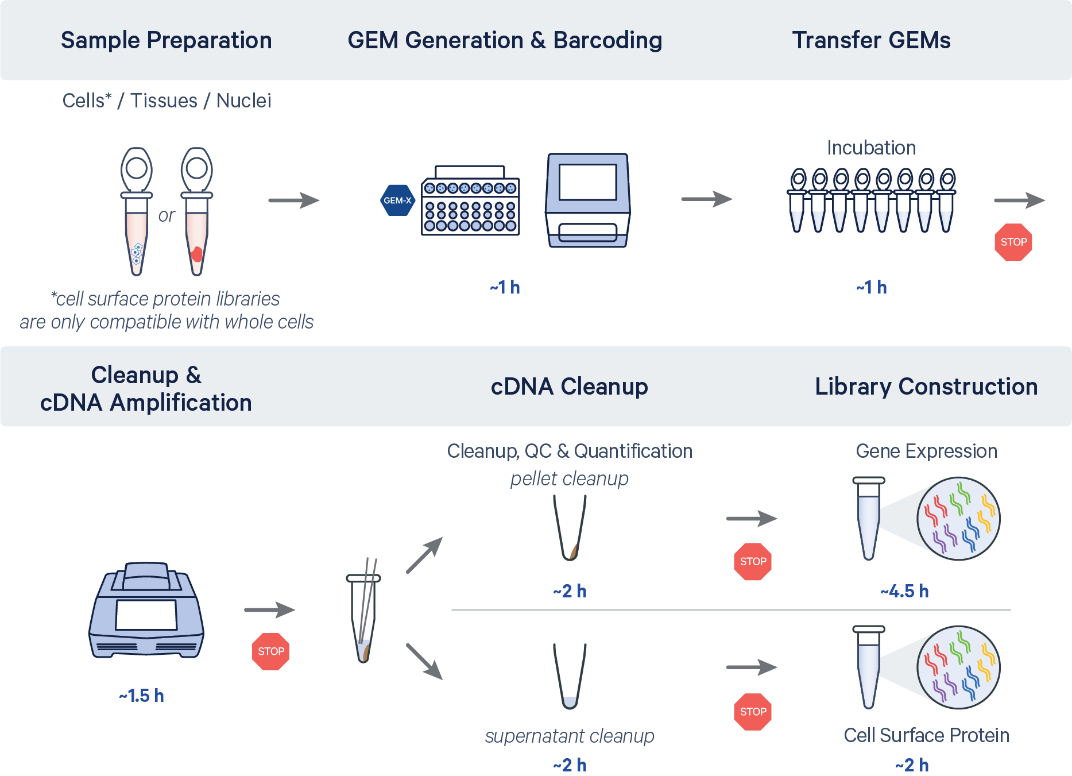 Sample Preparation
GEM Generation & Barcoding
Transfer GEMs
Cells* / Tissues / Nuclei
or
*cell surface protein libraries
are only compatible with whole cells
GEM-X
~1 h
Incubation
~1 h
STOP
Cleanup &
cDNA Amplification
cDNA Cleanup
Library Construction
~1.5 h
STOP
Cleanup, QC & Quantification
pellet cleanup
~2 h
STOP
Gene Expression
~4.5 h
supernatant cleanup
~2 h
STOP
Cell Surface Protein
~2 h